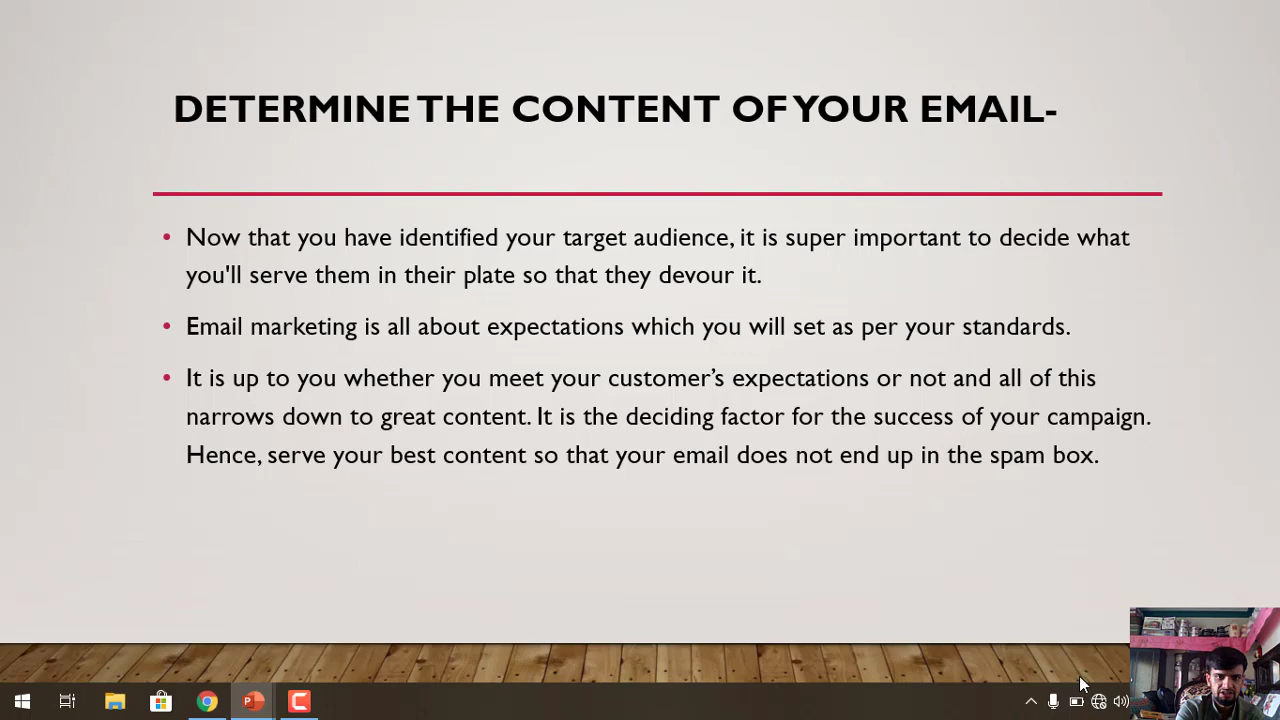 DETERMINE THE CONTENT OF YOUR EMAIL-
• Now that you have identified your target audience, it is super important to decide what
you'll serve them in their plate so that they devour it.
• Email marketing is all about expectations which you will set as per your standards.
• It is up to you whether you meet your customer’s expectations or not and all of this
narrows down to great content. It is the deciding factor for the success of your campaign.
Hence, serve your best content so that your email does not end up in the spam box.